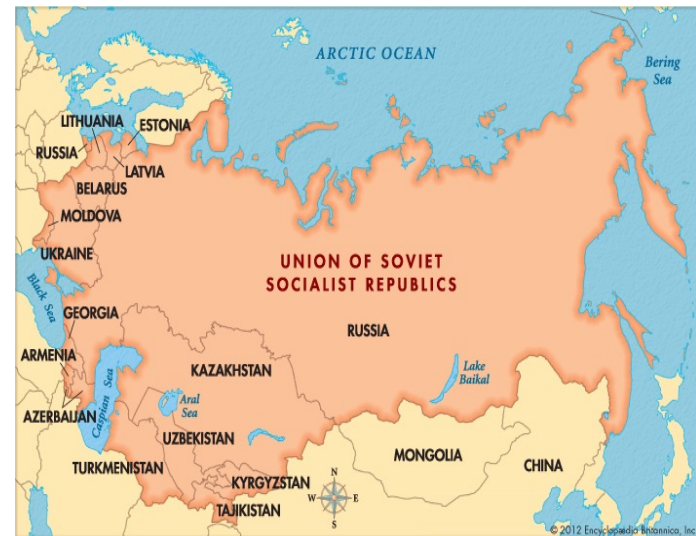 ARCTIC OCEAN
Bering
Sea
LITHUANIA
ESTONIA
RUSSIA
LATVIA
BELARUS
MOLDOVA
UKRAINE
UNION OF SOVIET
SOCIALIST REPUBLICS
Black Sea
GEORGIA
RUSSIA
ARMENIA
KAZAKHSTAN
Lake
Baikal
Caspian Sea
Aral
Sea
AZERBAIJAN
UZBEKISTAN
TURKMENISTAN
MONGOLIA
CHINA
KYRGYZSTAN
TAJIKISTAN
N
W
E
S
© 2012 Encyclopædia Britannica, Inc